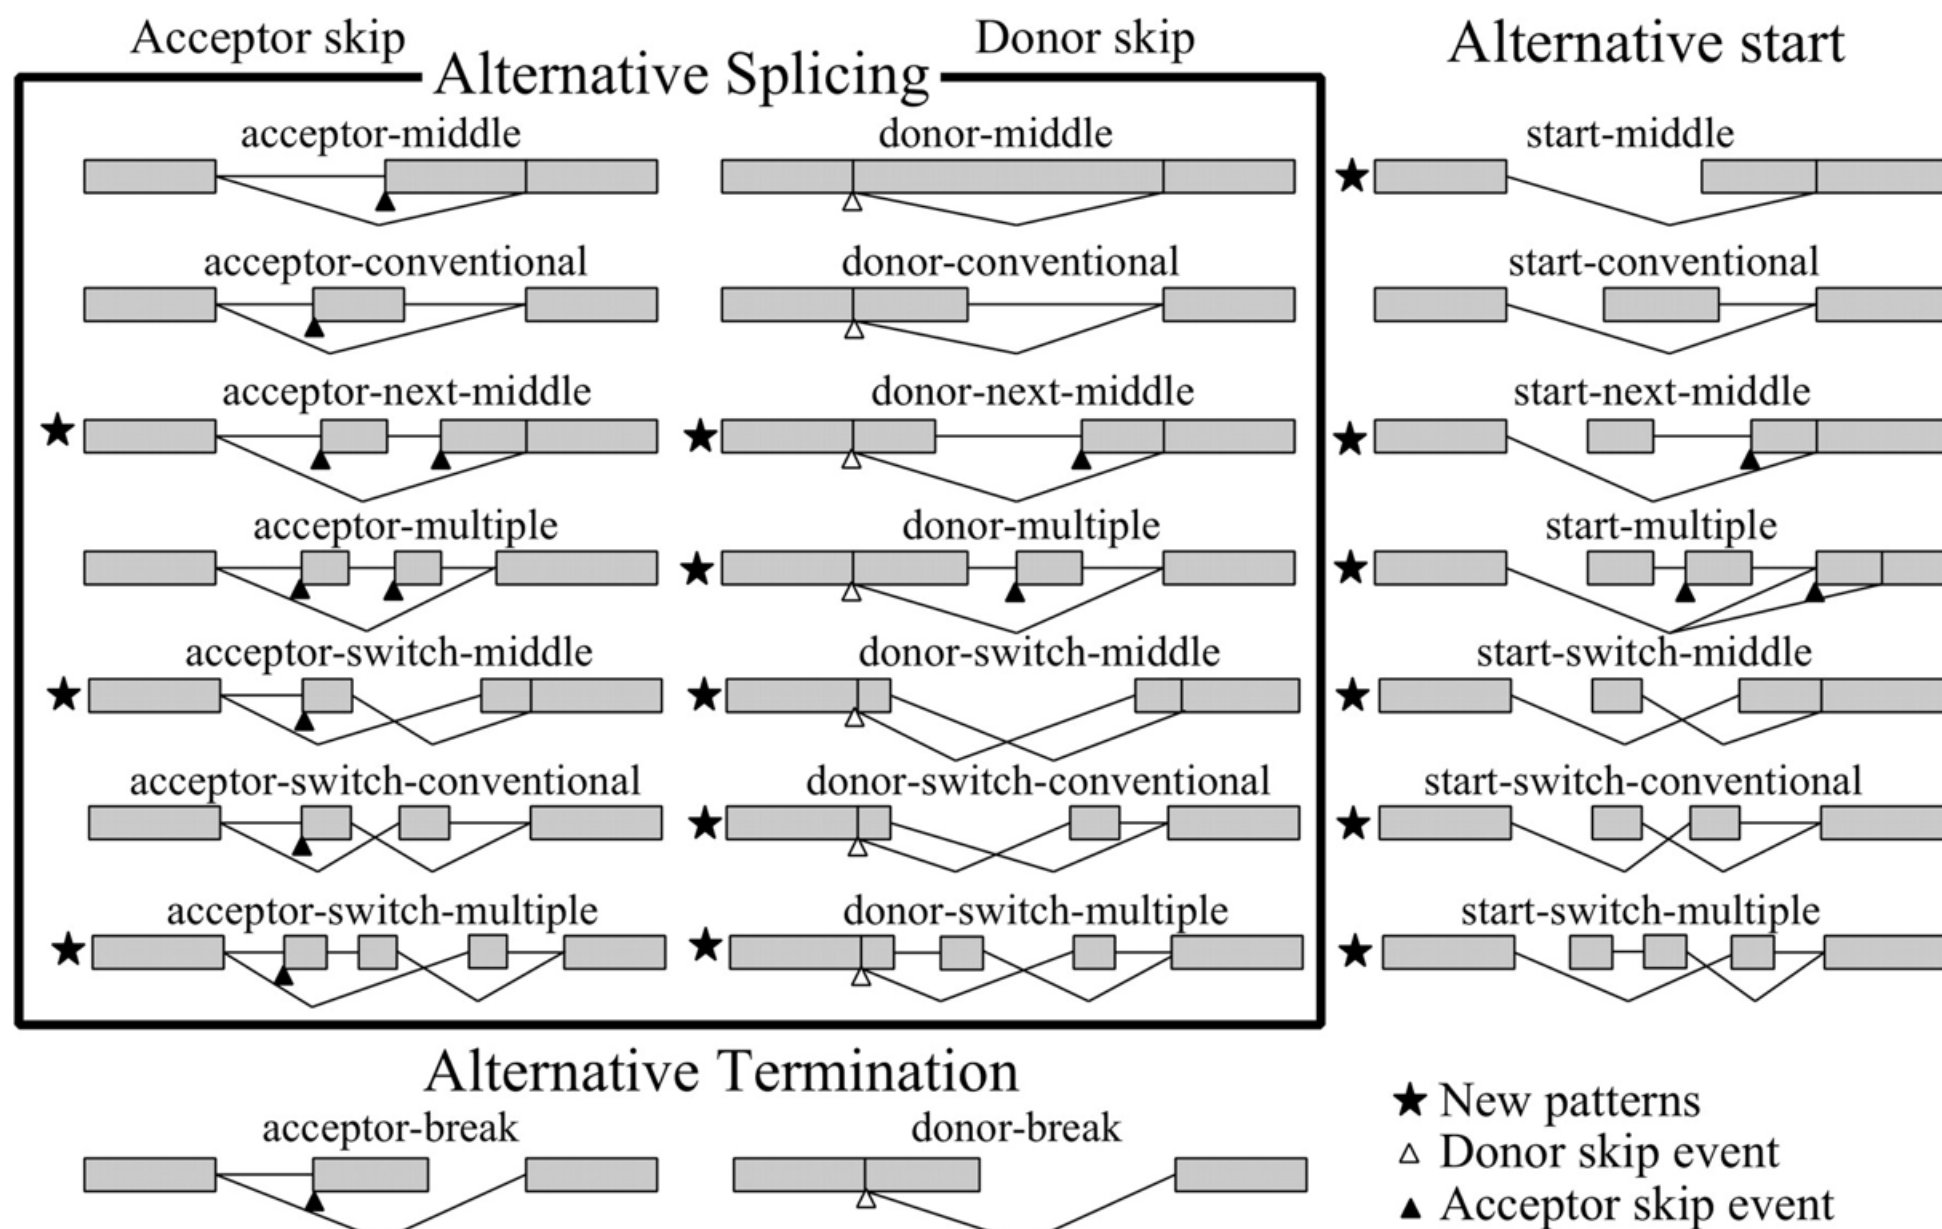 Acceptor skip
Donor skip
Alternative start
Alternative Splicing
acceptor-middle
donor-middle
start-middle
acceptor-conventional
donor-conventional
start-conventional
acceptor-next-middle
donor-next-middle
start-next-middle
acceptor-multiple
donor-multiple
start-multiple
acceptor-switch-middle
donor-switch-middle
start-switch-middle
acceptor-switch-conventional
donor-switch-conventional
start-switch-conventional
acceptor-switch-multiple
donor-switch-multiple
start-switch-multiple
Alternative Termination
acceptor-break
donor-break
New patterns
Donor skip event
Acceptor skip event